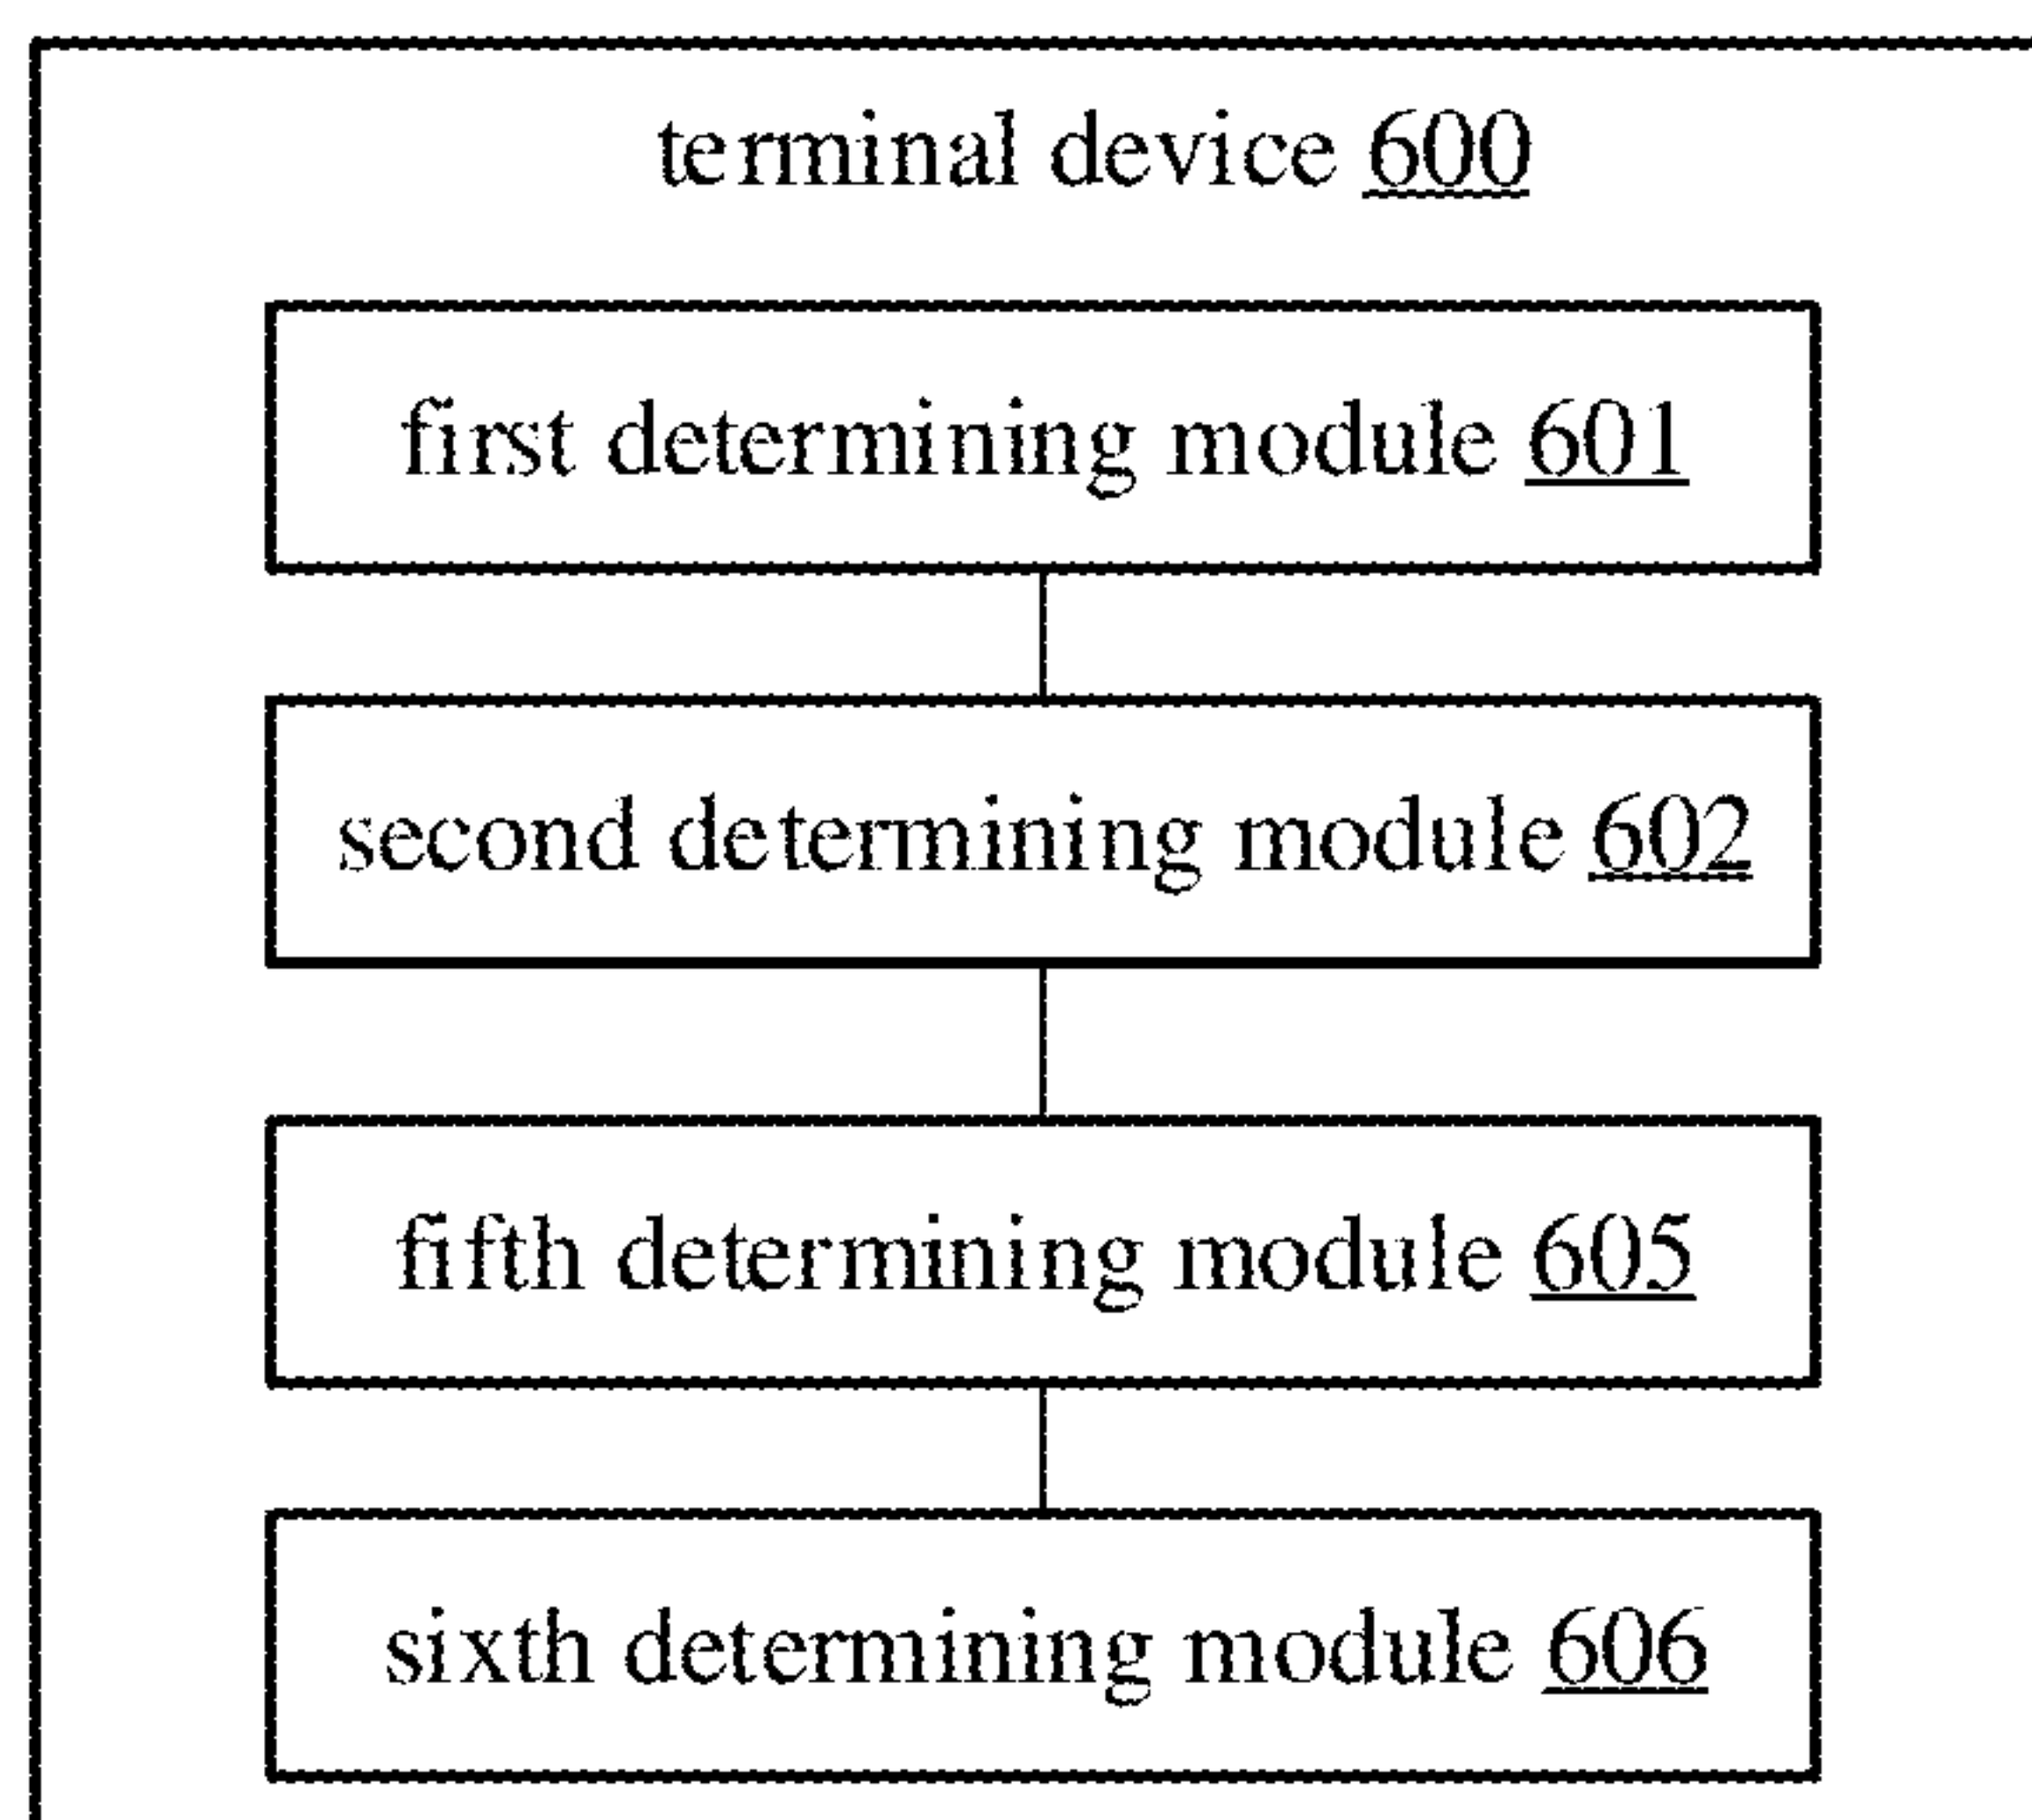 terminal device 600
first determining module 601
second determining module 602
fifth determining module 605
sixth determining module 606